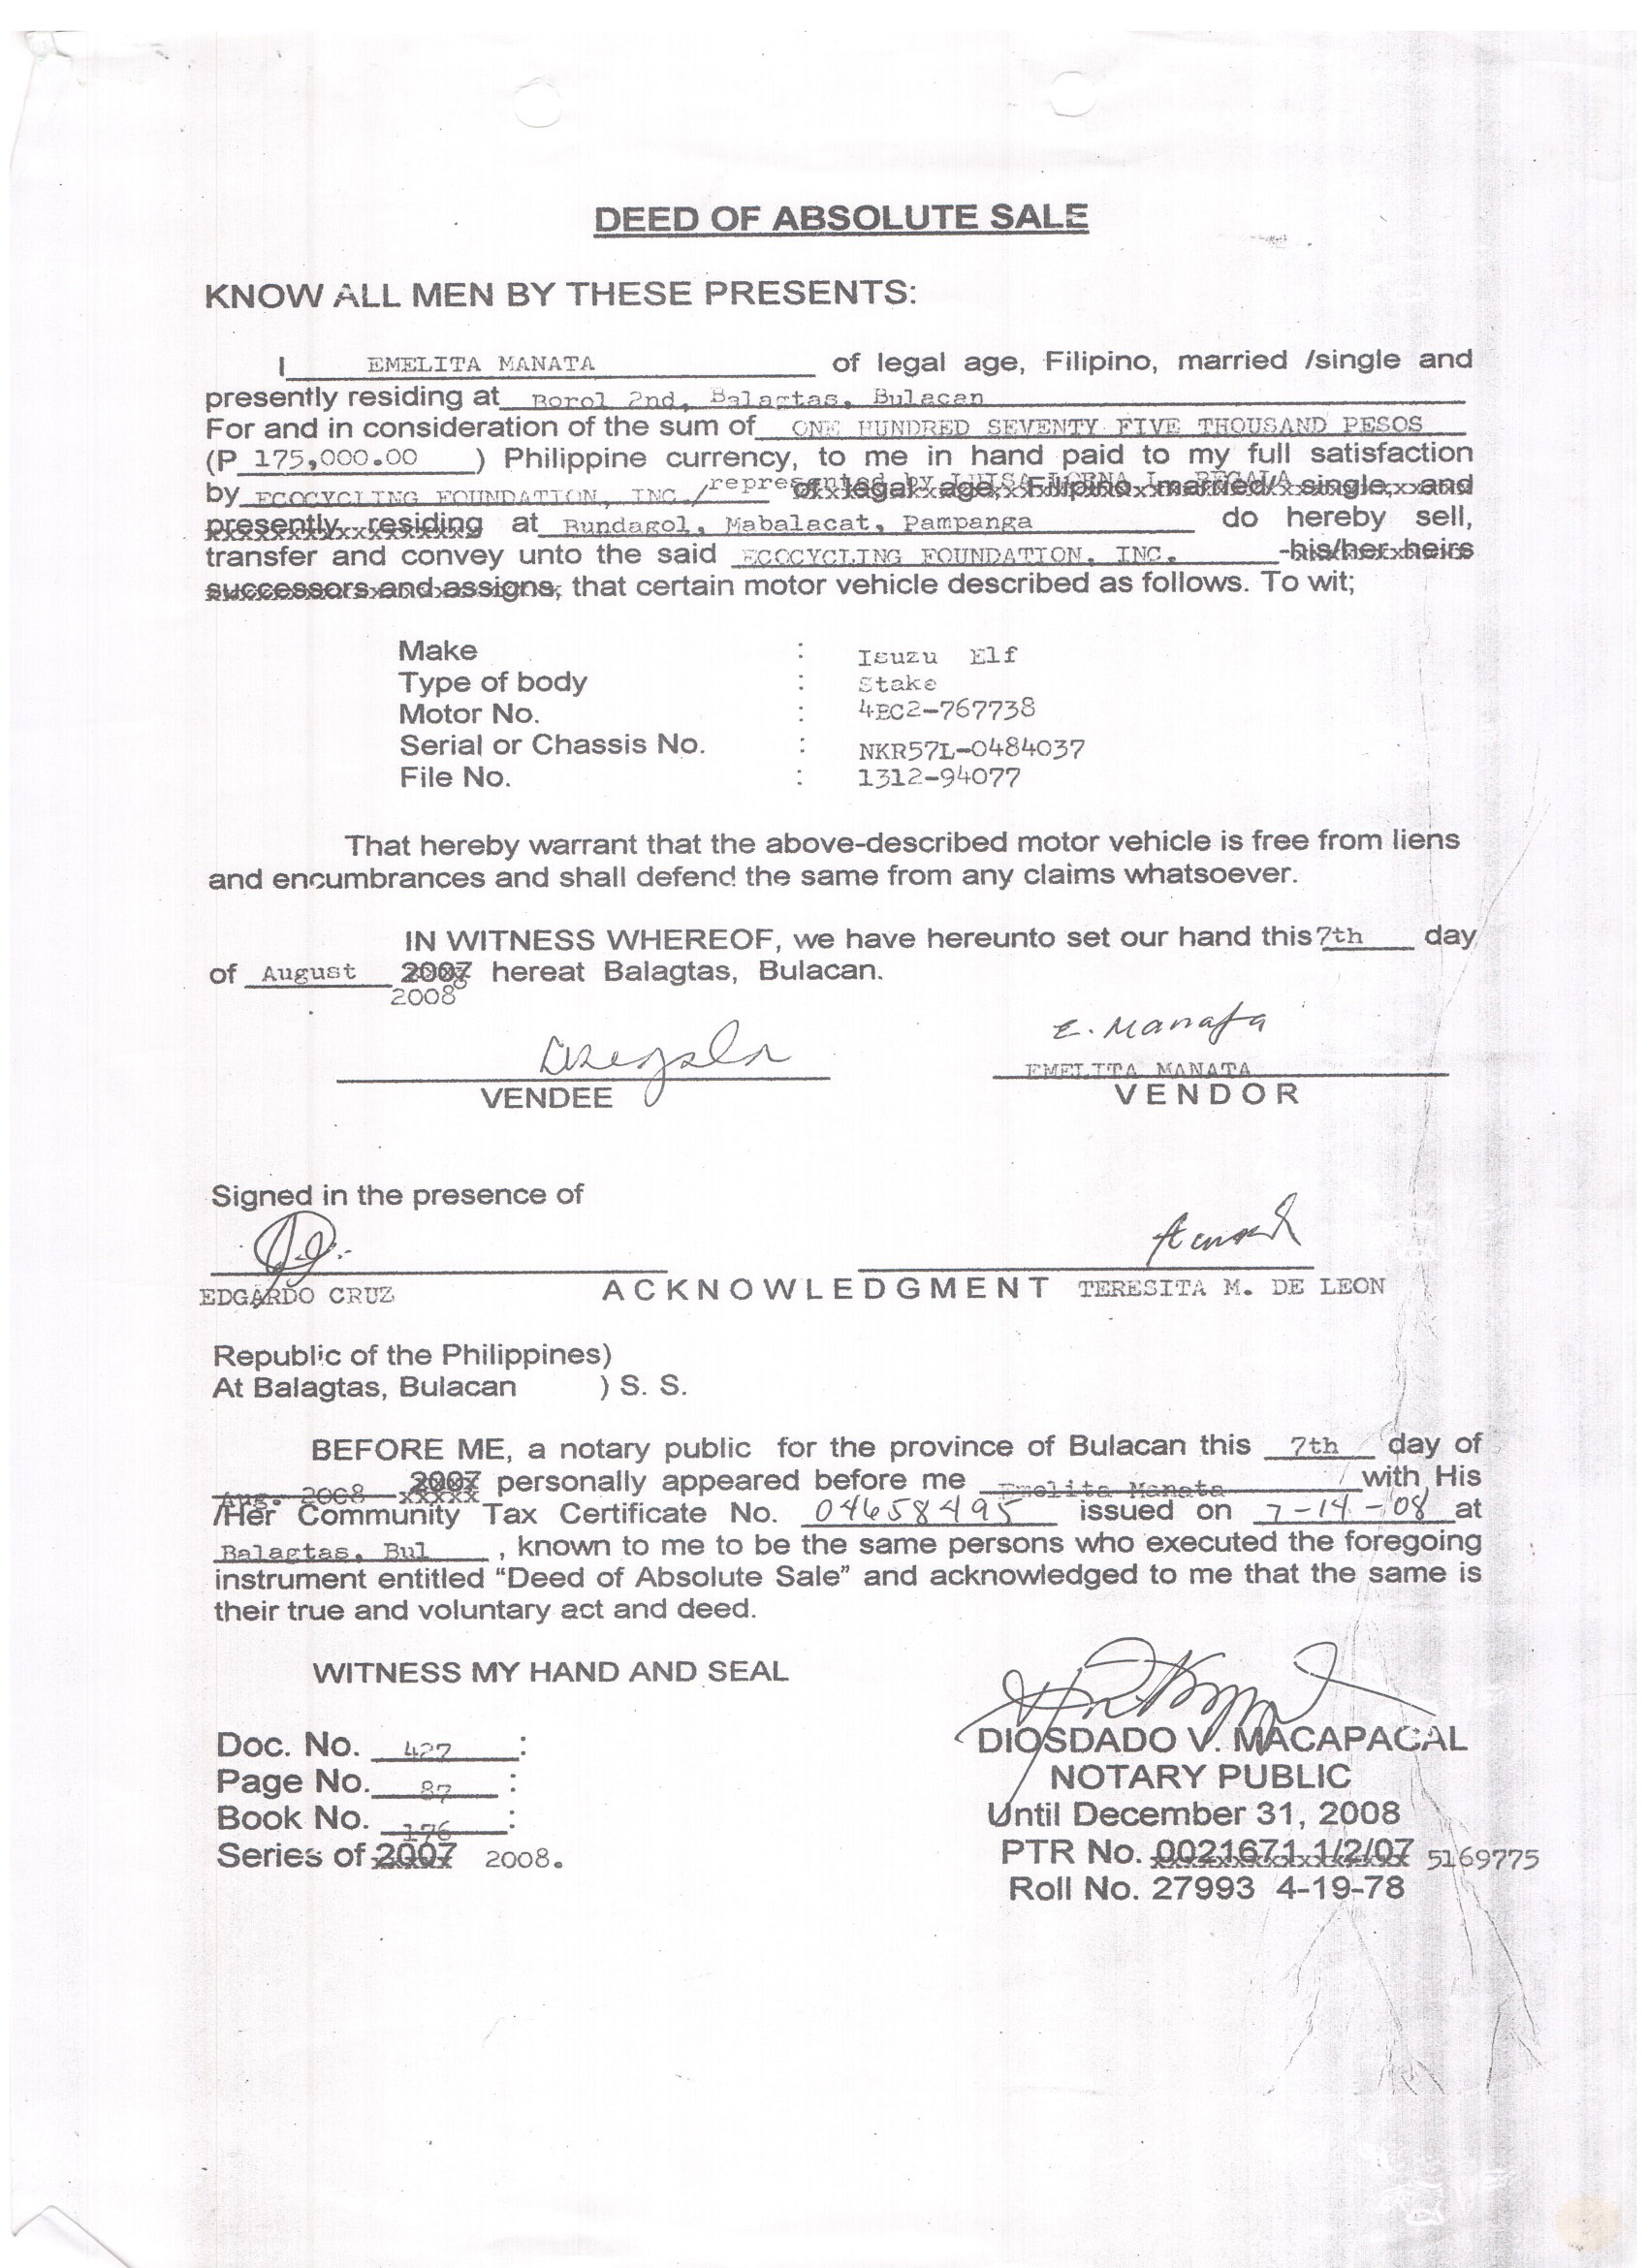 DEED OF ABSOLUTE SALE
KNOW ALL MEN BY THESE PRESENTS:
I EMELITA MANATA of legal age, Filipino, married /single and
presently residing at Borol 2nd, Balagtas, Bulacan
For and in consideration of the sum of ONE HUNDRED SEVENTY FIVE THOUSAND PESOS
(P 175,000.00 ) Philippine currency, to me in hand paid to my full satisfaction
by ECOCYCLING FOUNDATION, INC./represented by LUISA LORNA L. REGALA of legal age, Filipino, married/ single, and
presently residing at Bundagol, Mabalacat, Pampanga do hereby sell,
transfer and convey unto the said ECOCYCLING FOUNDATION, INC. -his/her heirs
successors and assigns, that certain motor vehicle described as follows. To wit;
Make : Isuzu Elf
Type of body : Stake
Motor No. : 4EC2-767738
Serial or Chassis No. : NKR57L-0484037
File No. : 1312-94077
That hereby warrant that the above-described motor vehicle is free from liens
and encumbrances and shall defend the same from any claims whatsoever.
IN WITNESS WHEREOF, we have hereunto set our hand this 7th day
of August 2007 hereat Balagtas, Bulacan.
2008
E. Manata
EMELITA MANATA
VENDEE VENDOR
Signed in the presence of
EDGARDO CRUZ ACKNOWLEDGMENT TERESITA M. DE LEON
Republic of the Philippines)
At Balagtas, Bulacan ) S. S.
BEFORE ME, a notary public for the province of Bulacan this 7th day of
Aug. 2008 2007 personally appeared before me Emelita Manata with His
/Her Community Tax Certificate No. 04658495 issued on 7-14-08 at
Balagtas, Bul , known to me to be the same persons who executed the foregoing
instrument entitled “Deed of Absolute Sale” and acknowledged to me that the same is
their true and voluntary act and deed.
WITNESS MY HAND AND SEAL
Doc. No. 427 :
Page No. 87 :
Book No. 176 :
Series of 2007 2008.
DIOSDADO V. MACAPAGAL
NOTARY PUBLIC
Until December 31, 2008
PTR No. 0021671 1/2/07 5169775
Roll No. 27993 4-19-78